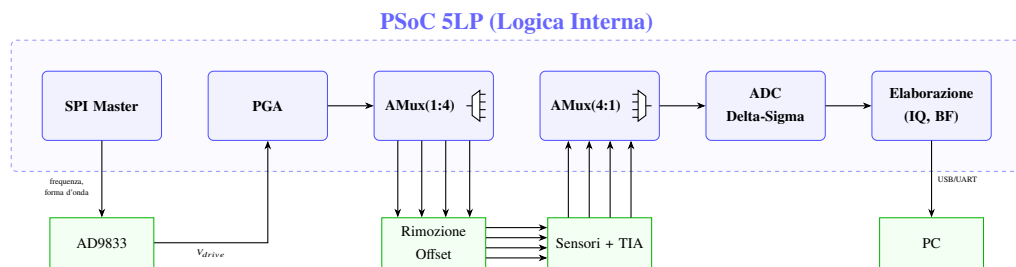 PSoC 5LP (Logica Interna)
SPI Master
PGA
AMux(1:4)
AMux(4:1)
ADC
Delta-Sigma
Elaborazione
(IQ, BF)
frequenza,
forma d'onda
USB/UART
AD9833
V_drive
Rimozione
Offset
Sensori + TIA
PC